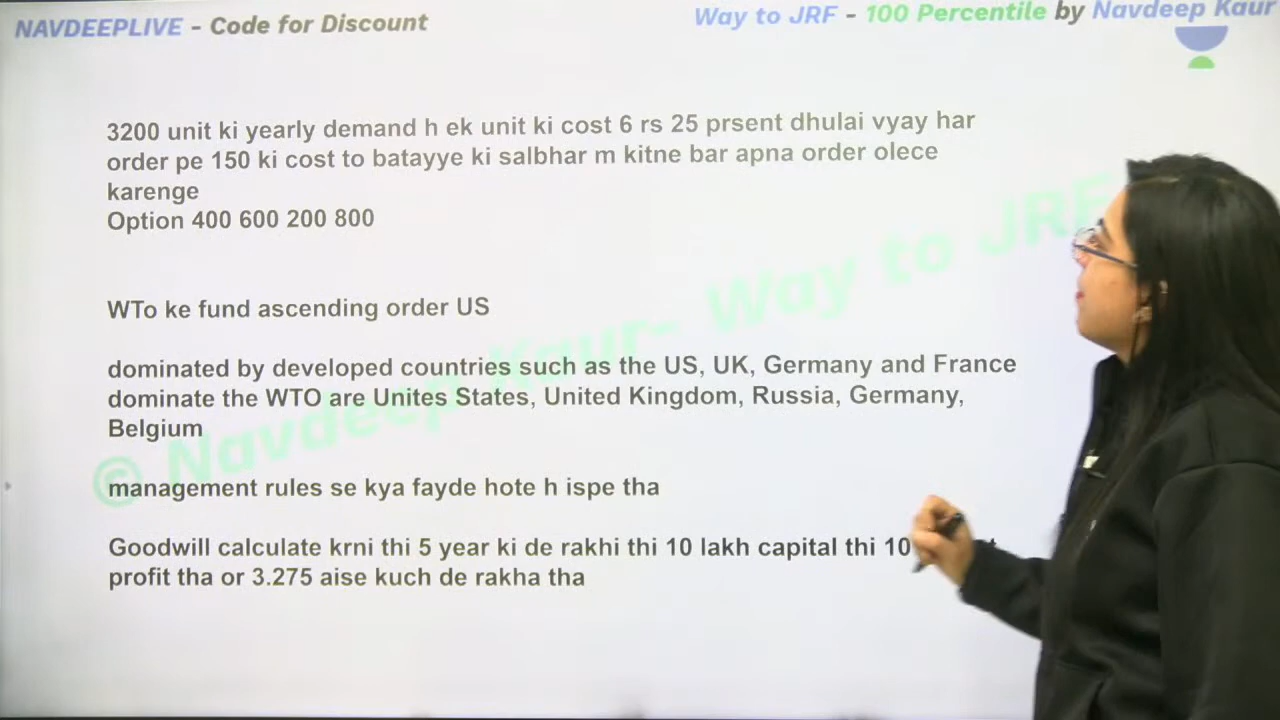 NAVDEEPLIVE - Code for Discount
Way to JRF - 100 Percentile by Navdeep Kaur
3200 unit ki yearly demand h ek unit ki cost 6 rs 25 prsent dhulai vyay har
order pe 150 ki cost to batayye ki salbhar m kitne bar apna order olece
karenge
Option 400 600 200 800
WTo ke fund ascending order US
dominated by developed countries such as the US, UK, Germany and France
dominate the WTO are Unites States, United Kingdom, Russia, Germany,
Belgium
management rules se kya fayde hote h ispe tha
Goodwill calculate krni thi 5 year ki de rakhi thi 10 lakh capital thi 10
profit tha or 3.275 aise kuch de rakha tha
© Navdeep Kaur- Way to JRF